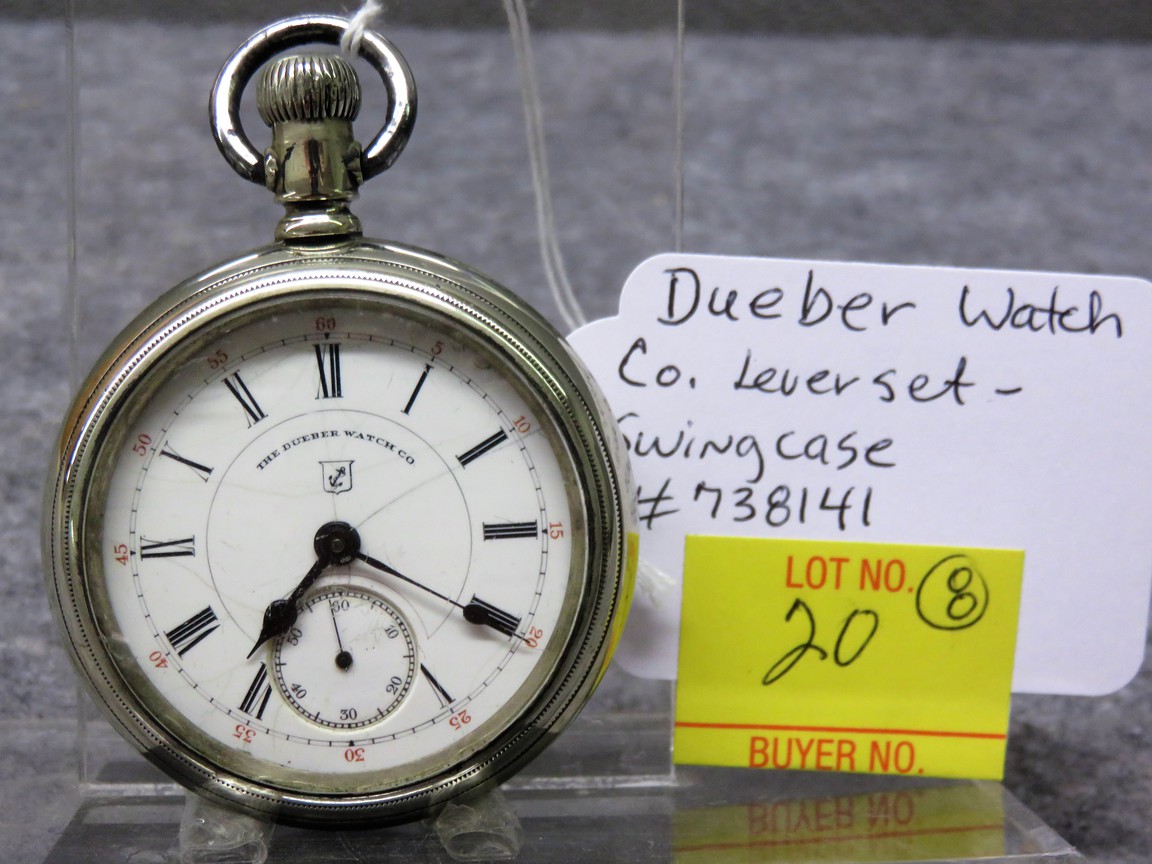 60
5
10
15
20
25
30
35
40
45
50
55
XII
I
II
III
IIII
V
VII
VIII
IX
X
XI
THE DUEBER WATCH CO
60
10
20
30
40
50
Dueber Watch
Co. Leverset -
Swingcase
# 738141
LOT NO. 8
20
BUYER NO.